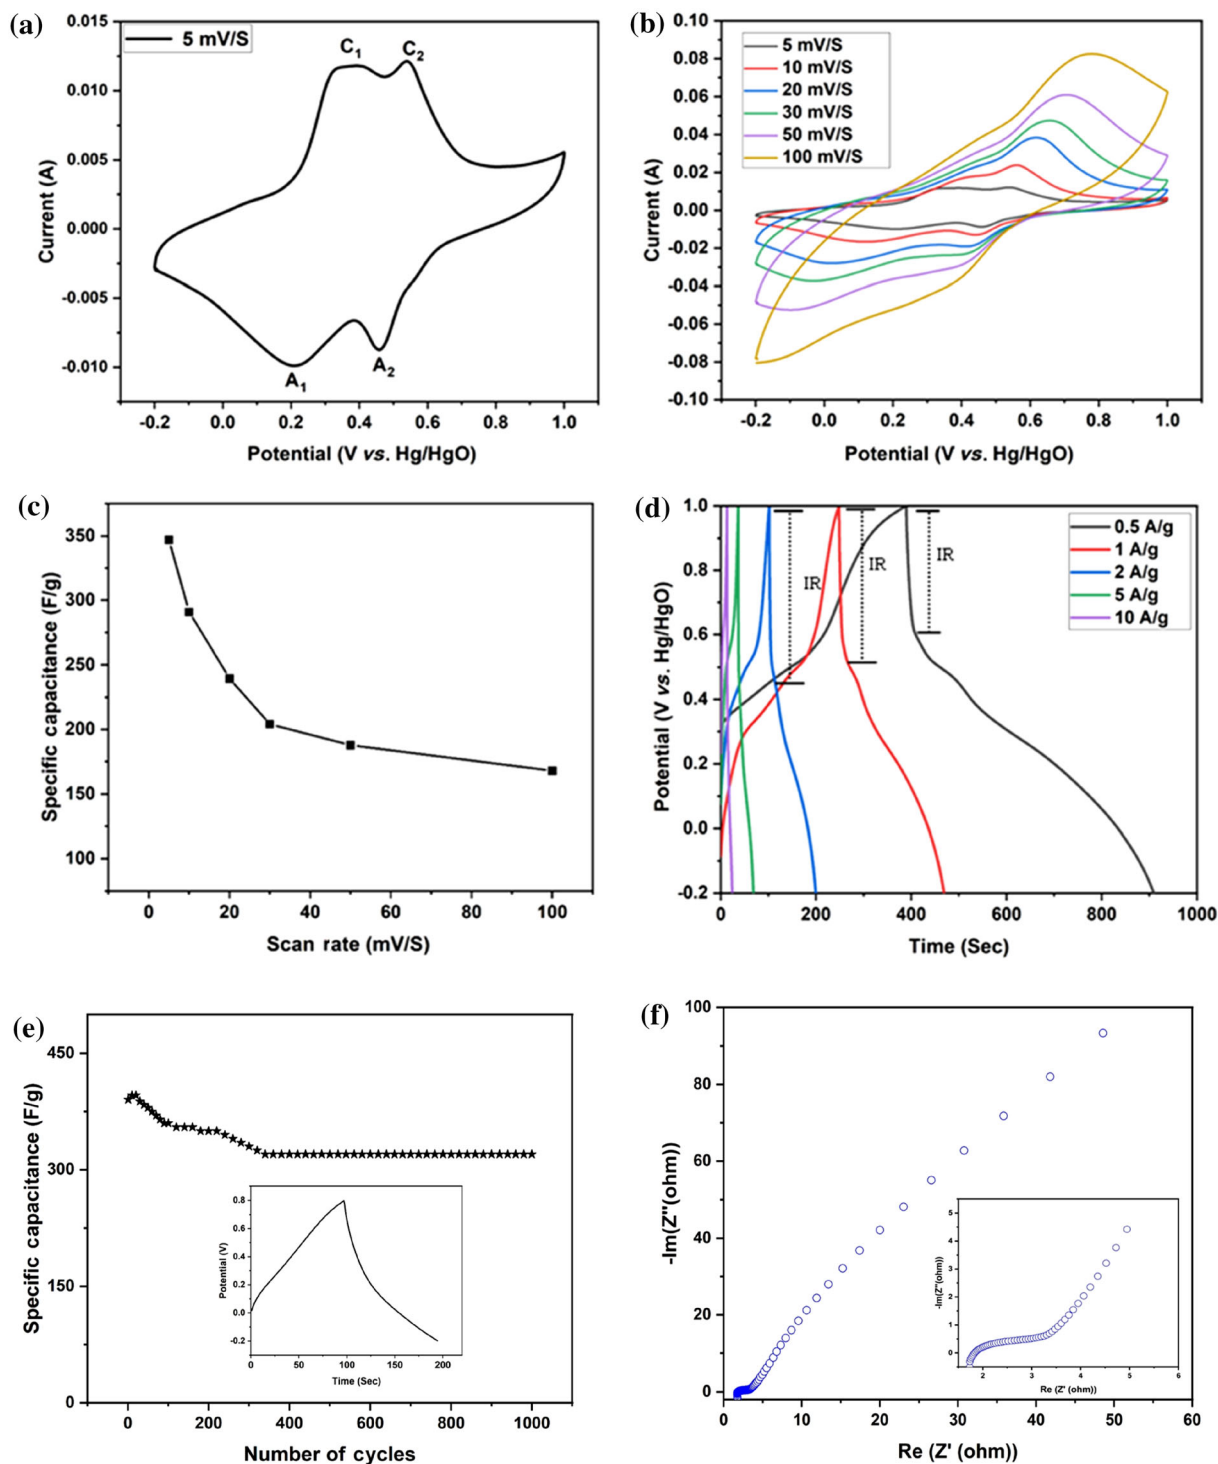 (a)
5 mV/S
C1
C2
A1
A2
0.015
0.010
0.005
0.000
-0.005
-0.010
Current (A)
-0.2 0.0 0.2 0.4 0.6 0.8 1.0
Potential (V vs. Hg/HgO)
(b)
5 mV/S
10 mV/S
20 mV/S
30 mV/S
50 mV/S
100 mV/S
0.10
0.08
0.06
0.04
0.02
0.00
-0.02
-0.04
-0.06
-0.08
-0.10
Current (A)
-0.2 0.0 0.2 0.4 0.6 0.8 1.0
Potential (V vs. Hg/HgO)
(c)
350
300
250
200
150
100
Specific capacitance (F/g)
0 20 40 60 80 100
Scan rate (mV/S)
(d)
0.5 A/g
1 A/g
2 A/g
5 A/g
10 A/g
IR
IR
IR
1.0
0.8
0.6
0.4
0.2
0.0
-0.2
Potential (V vs. Hg/HgO)
0 200 400 600 800 1000
Time (Sec)
(e)
450
300
150
0
Specific capacitance (F/g)
0 200 400 600 800 1000
Number of cycles
0.8
0.6
0.4
0.2
0.0
-0.2
Potential (V)
0 50 100 150 200
Time (Sec)
(f)
100
80
60
40
20
0
-Im(Z''(ohm))
0 10 20 30 40 50 60
Re (Z' (ohm))
5
4
3
2
1
0
-Im(Z''(ohm))
2 3 4 5 6
Re (Z' (ohm))